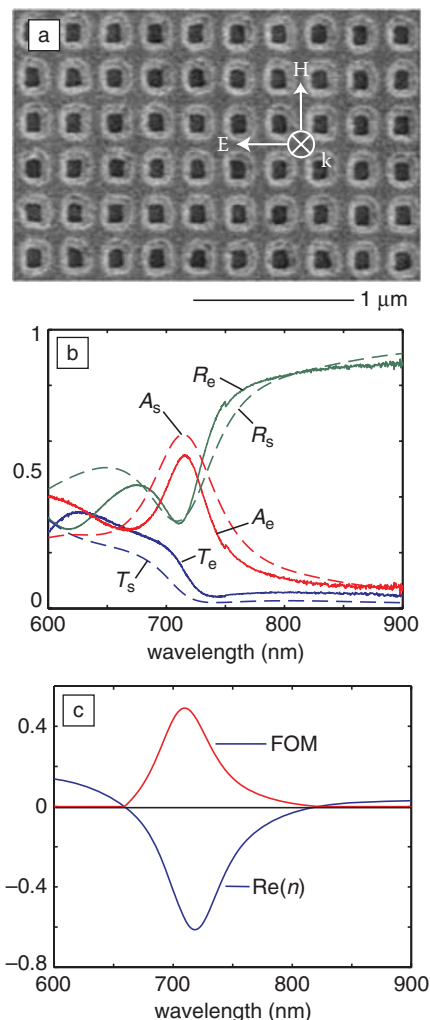 a
H
E
k
1 μm
b
1
0.5
0
R_e
A_s
R_s
A_e
T_e
T_s
600 700 800 900
wavelength (nm)
c
0.4
0
−0.4
−0.8
FOM
Re(n)
600 700 800 900
wavelength (nm)